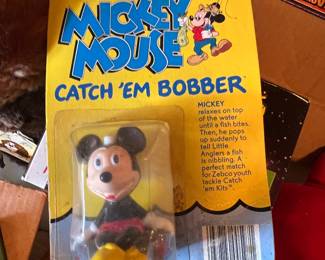 MICKEY
MOUSE
CATCH 'EM BOBBER
MICKEY
relaxes on top
of the water
until a fish bites.
Then, he pops
up suddenly to
tell Little
Anglers a fish
is nibbling. A
perfect match
for Zebco youth
tackle Catch
'em Kits™.